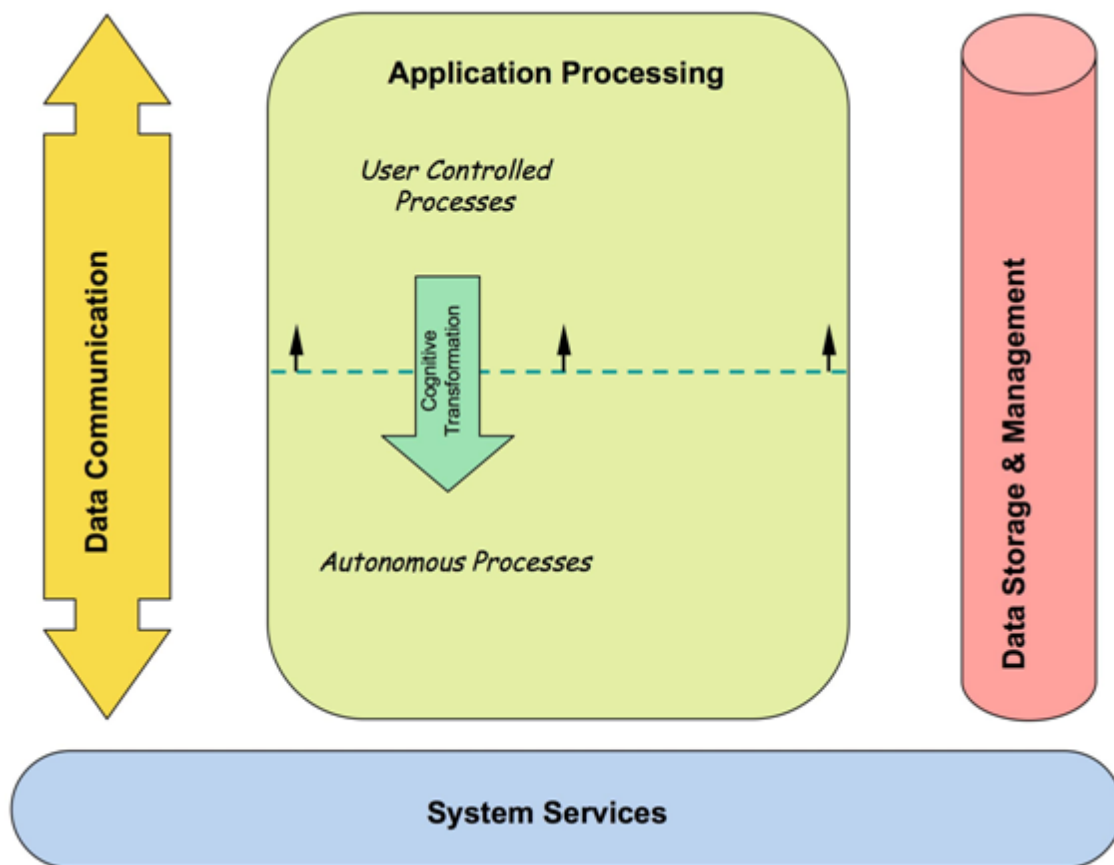 Application Processing
User Controlled
Processes
Data Communication
Cognitive
Transformation
Data Storage & Management
Autonomous Processes
System Services